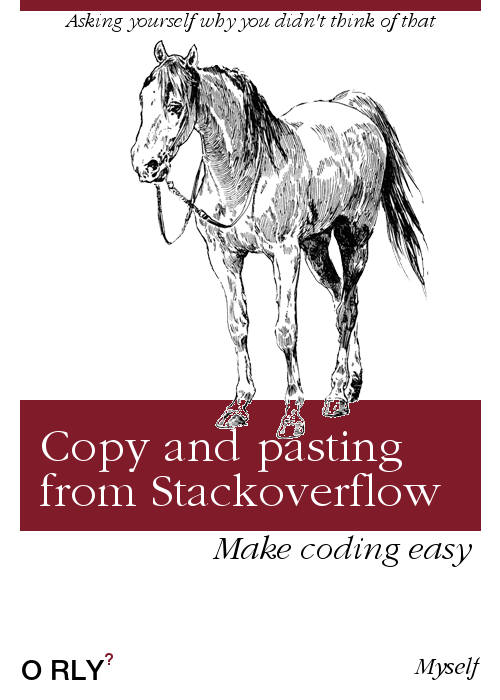 Asking yourself why you didn't think of that
Copy and pasting
from Stackoverflow
Make coding easy
O RLY?
Myself